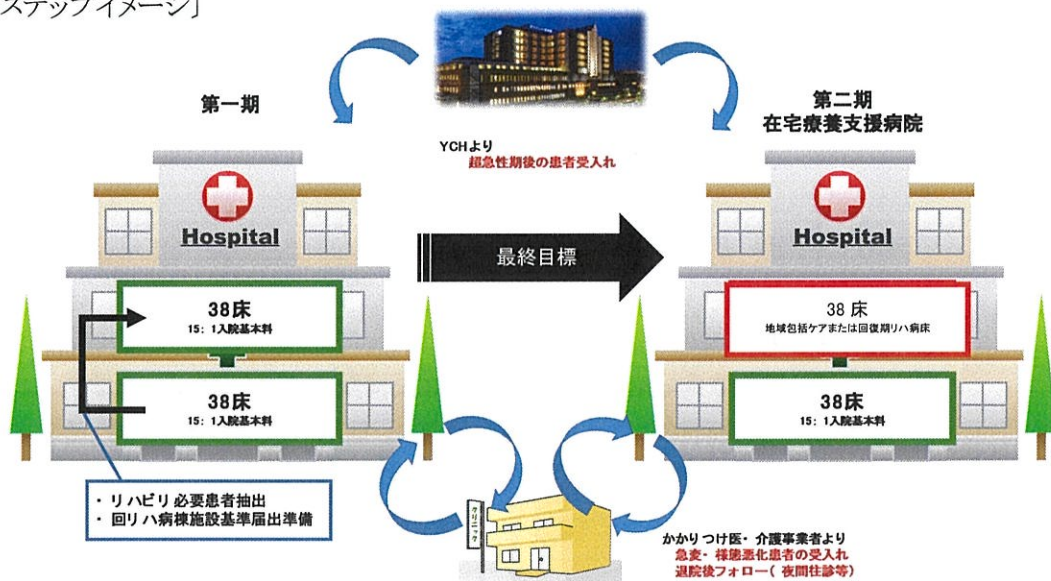 ステップイメージ」
第一期
第二期
在宅療養支援病院
YCHより
超急性期後の患者受入れ
Hospital
Hospital
最終目標
38床
15：1入院基本料
38床
15：1入院基本料
38 床
地域包括ケアまたは回復期リハ病床
38床
15：1入院基本料
・リハビリ必要患者抽出
・回リハ病棟施設基準届出準備
クリニック
かかりつけ医・介護事業者より
急変・様態悪化患者の受入れ
退院後フォロー(夜間往診等)